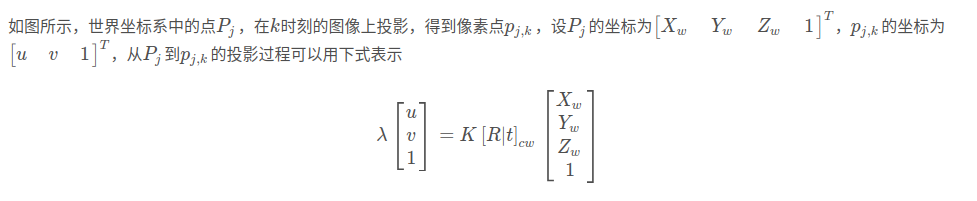 如图所示，世界坐标系中的点$P_j$，在$k$时刻的图像上投影，得到像素点$p_{j,k}$，设$P_j$的坐标为$\begin{bmatrix} X_w & Y_w & Z_w & 1 \end{bmatrix}^T$，$p_{j,k}$的坐标为
$\begin{bmatrix} u & v & 1 \end{bmatrix}^T$，从$P_j$到$p_{j,k}$的投影过程可以用下式表示
$\lambda \begin{bmatrix} u \\ v \\ 1 \end{bmatrix} = K \left[ R | t \right]_{cw} \begin{bmatrix} X_w \\ Y_w \\ Z_w \\ 1 \end{bmatrix}$